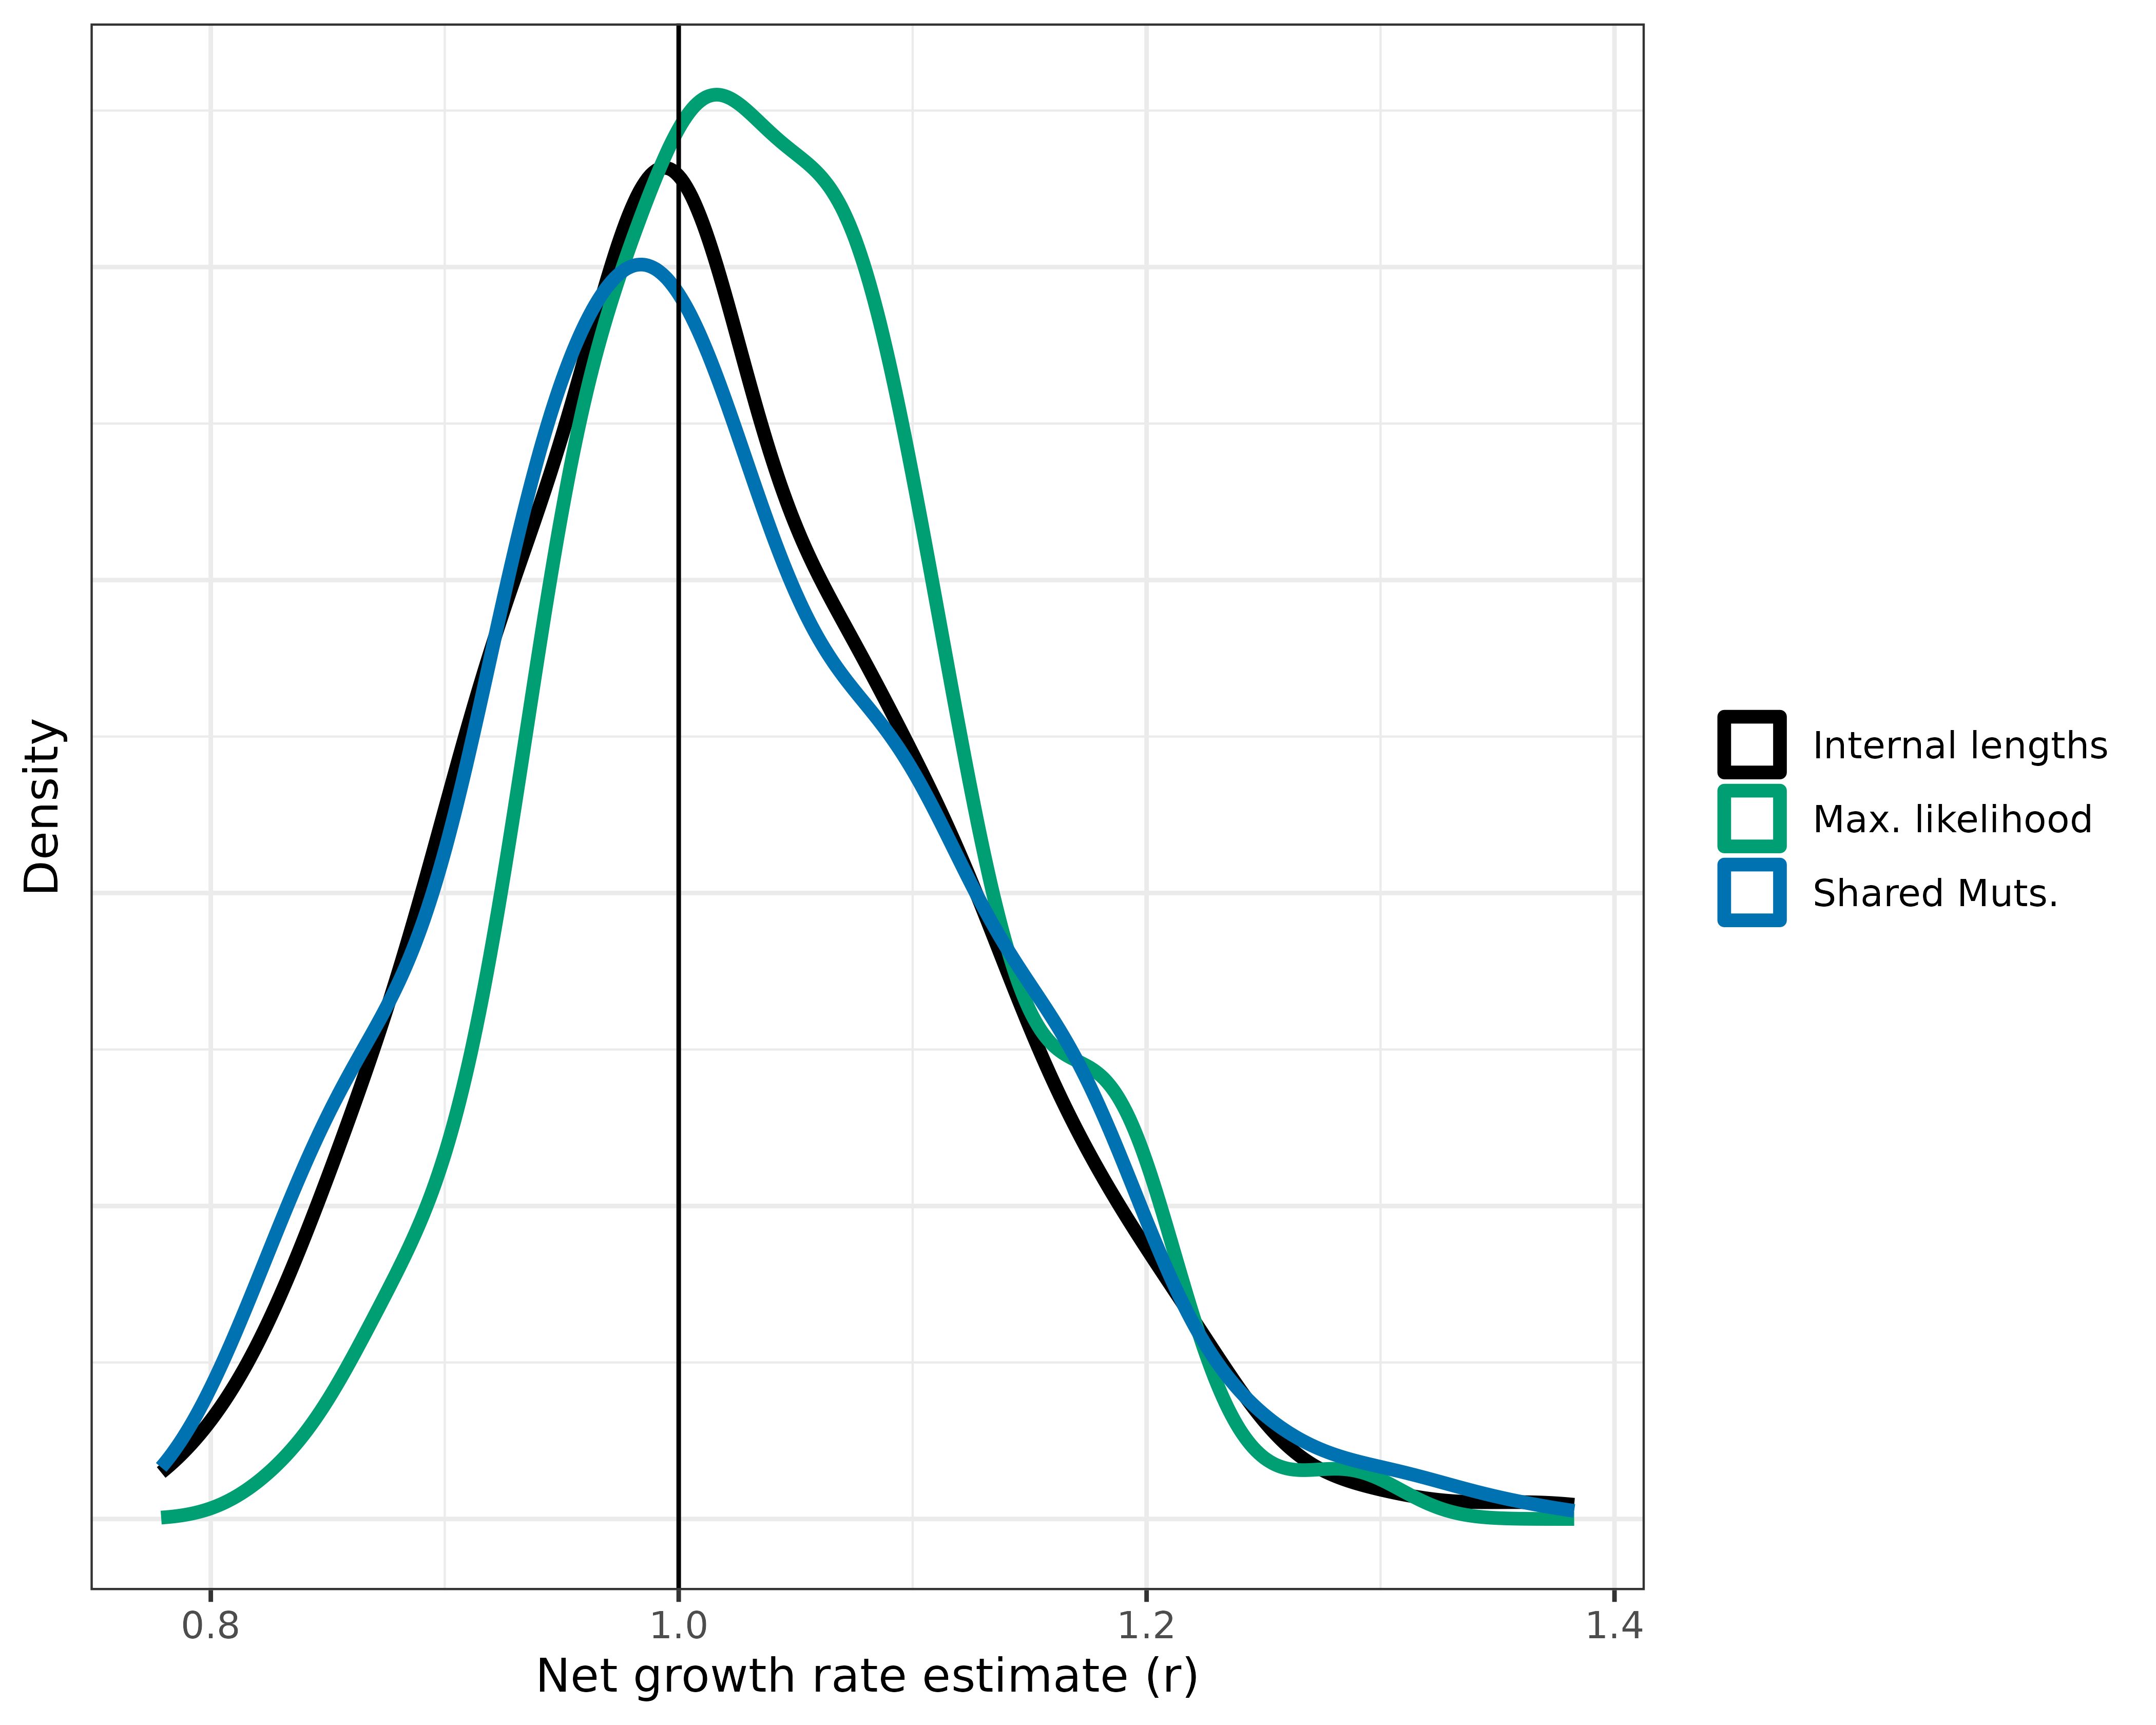 Density
Internal lengths
Max. likelihood
Shared Muts.
0.8 1.0 1.2 1.4
Net growth rate estimate (r)